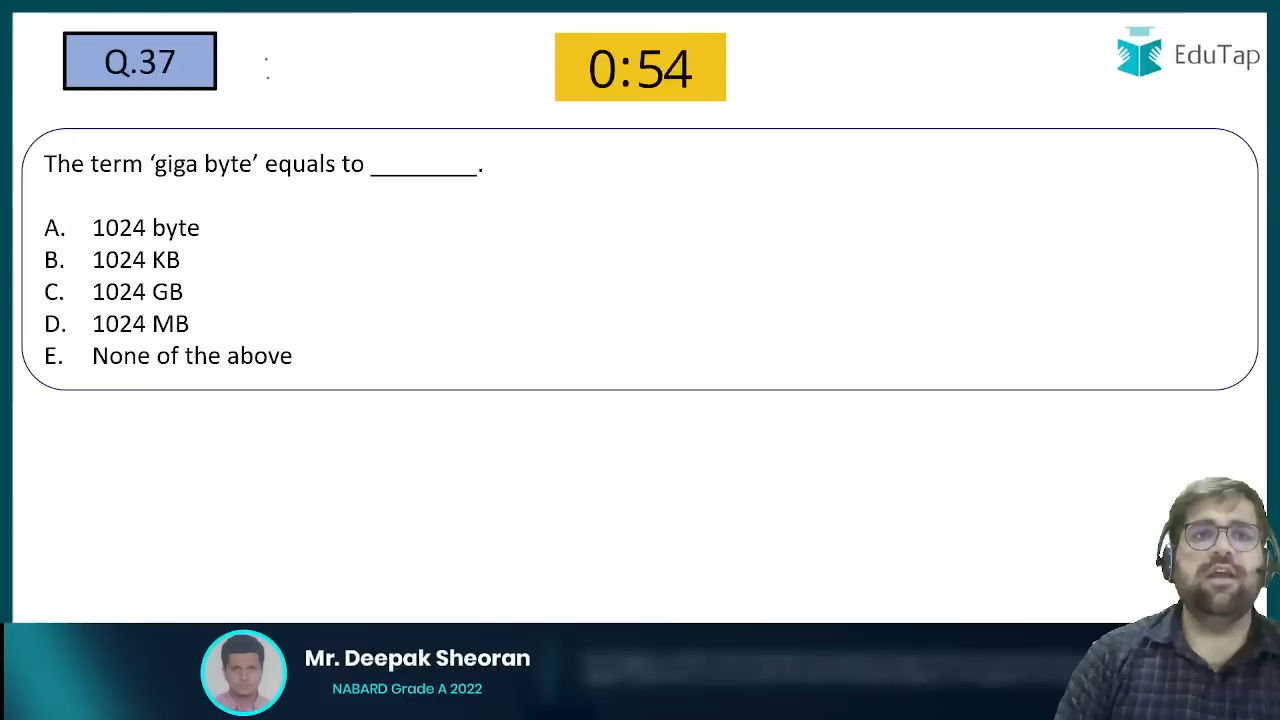 Q.37
0:54
EduTap
The term ‘giga byte’ equals to _________.
A. 1024 byte
B. 1024 KB
C. 1024 GB
D. 1024 MB
E. None of the above
Mr. Deepak Sheoran
NABARD Grade A 2022